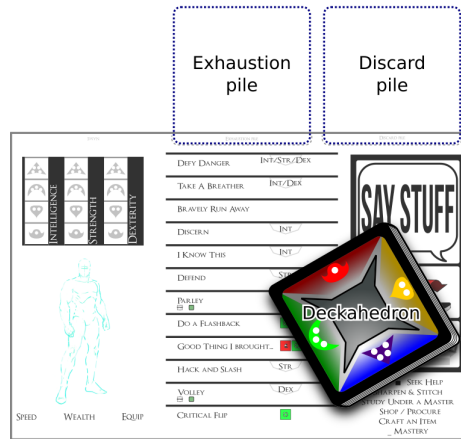 Exhaustion
pile
Discard
pile
DEFY DANGER INT/STR/DEX
TAKE A BREATHER INT/DEX
BRAVELY RUN AWAY
DISCERN INT
I KNOW THIS INT
DEFEND STR
PARLEY
DO A FLASHBACK
GOOD THING I BROUGHT...
HACK AND SLASH STR
VOLLEY DEX
CRITICAL FLIP
INTELLIGENCE
STRENGTH
DEXTERITY
SPEED WEALTH EQUIP
SAY STUFF
Deckahedron
SEEK HELP
& STITCH
STUDY UNDER A MASTER
SHOP / PROCURE
CRAFT AN ITEM
_ MASTERY